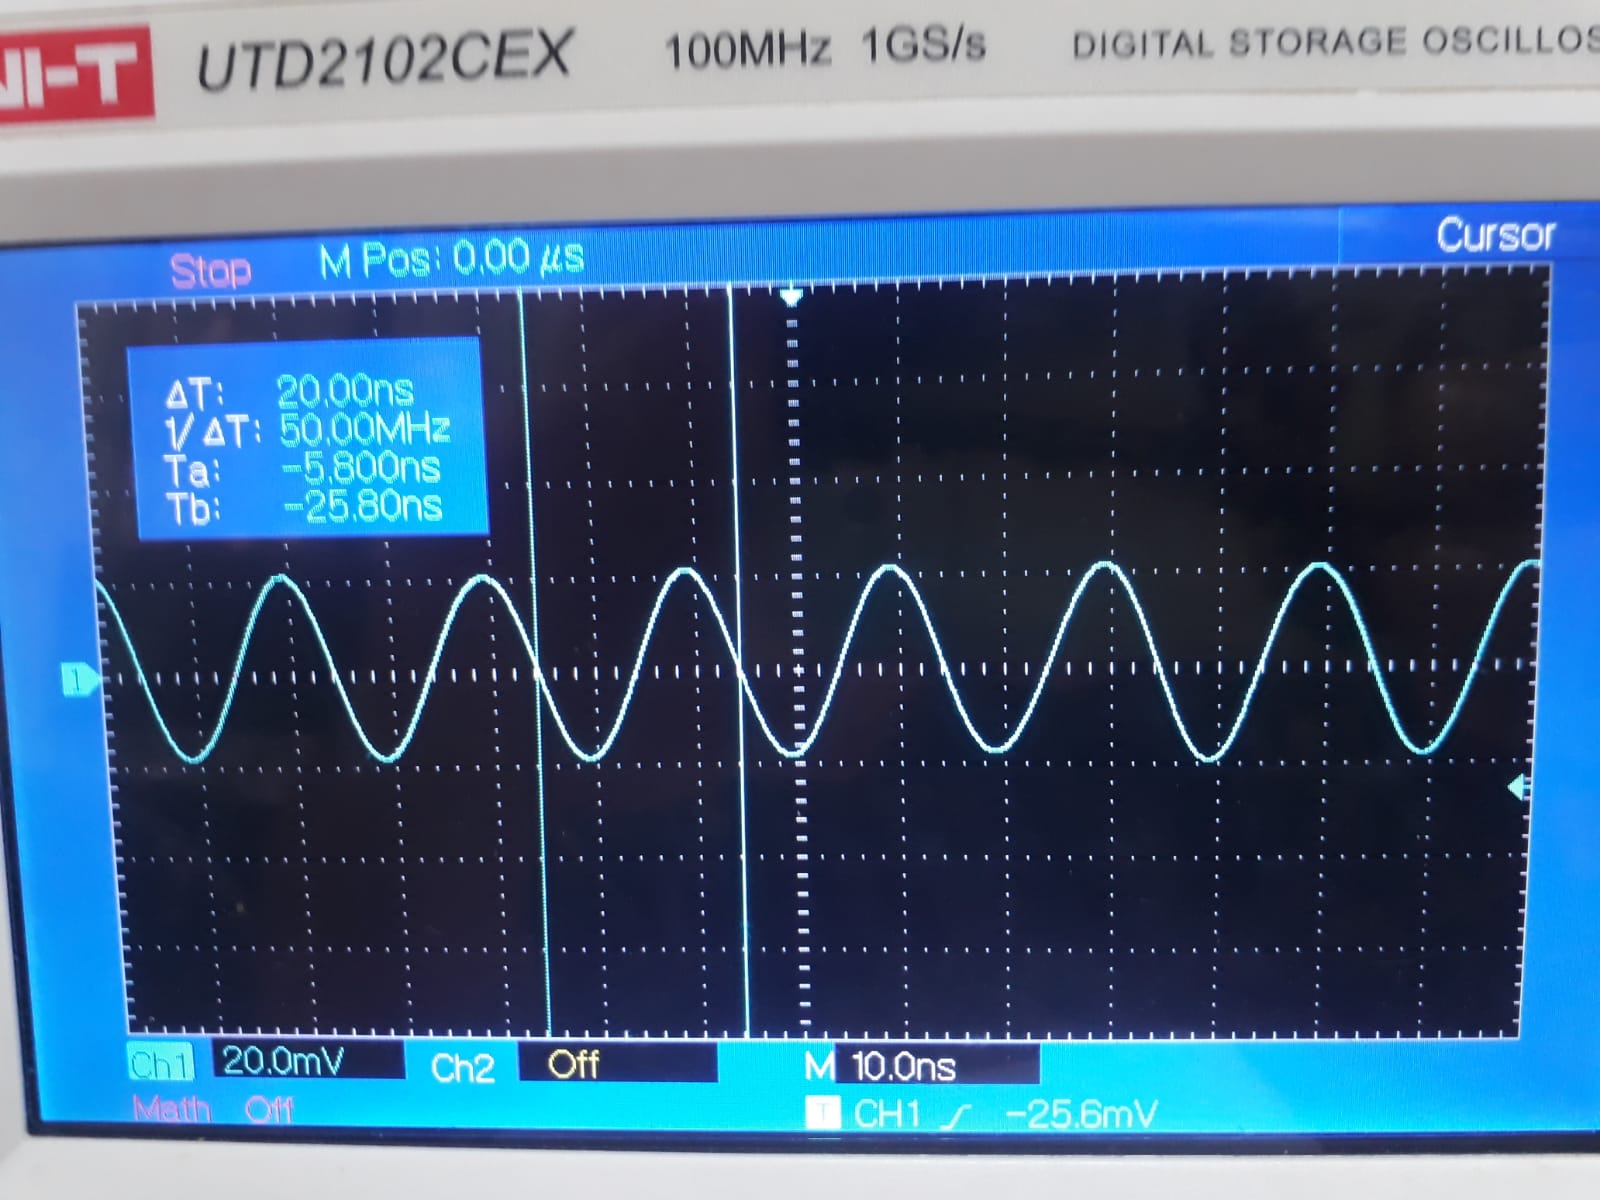 NI-T UTD2102CEX 100MHz 1GS/s DIGITAL STORAGE OSCILLOS
Stop M Pos: 0.00 µs Cursor
ΔT: 20.00ns
1/ΔT: 50.00MHz
Ta: -5.800ns
Tb: -25.80ns
1
Ch1 20.0mV Ch2 Off M 10.0ns
Math Off T CH1 -25.6mV